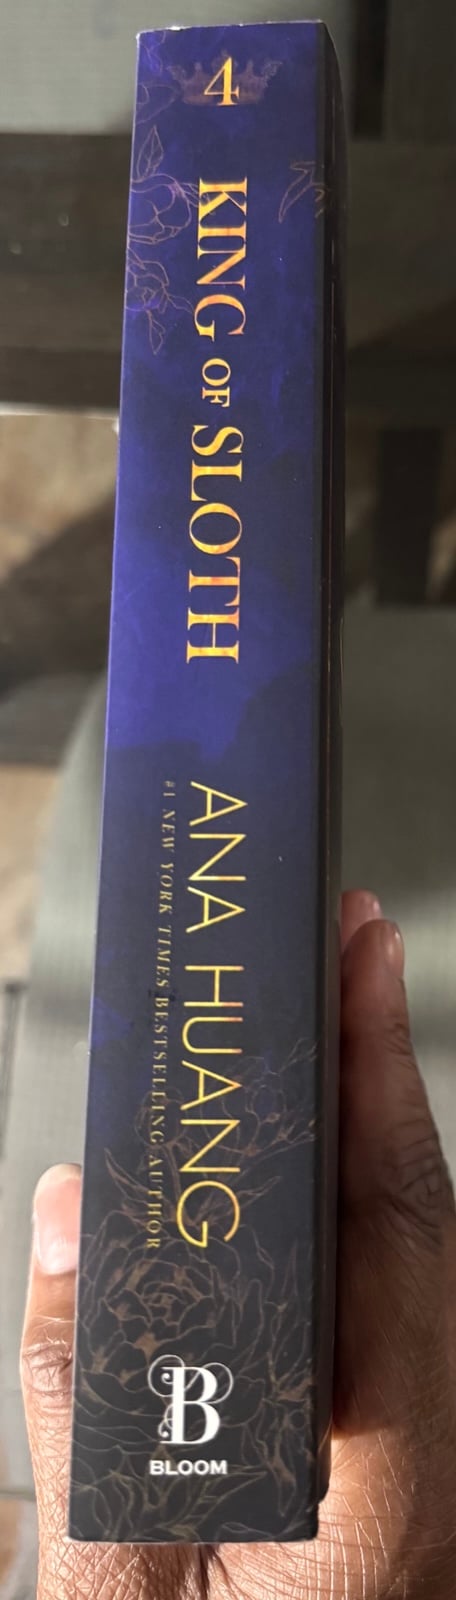 4
KING OF SLOTH
ANA HUANG
#1 NEW YORK TIMES BESTSELLING AUTHOR
B
BLOOM